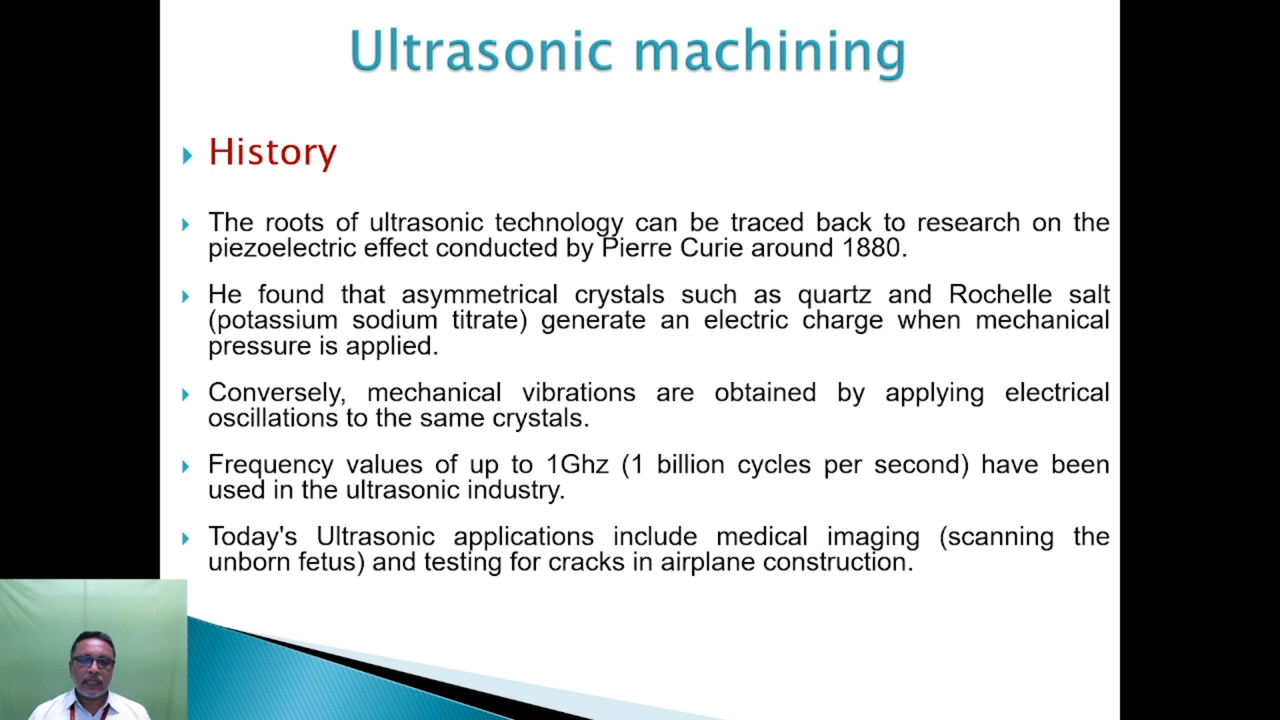 Ultrasonic machining
History
The roots of ultrasonic technology can be traced back to research on the
piezoelectric effect conducted by Pierre Curie around 1880.
He found that asymmetrical crystals such as quartz and Rochelle salt
(potassium sodium titrate) generate an electric charge when mechanical
pressure is applied.
Conversely, mechanical vibrations are obtained by applying electrical
oscillations to the same crystals.
Frequency values of up to 1Ghz (1 billion cycles per second) have been
used in the ultrasonic industry.
Today's Ultrasonic applications include medical imaging (scanning the
unborn fetus) and testing for cracks in airplane construction.